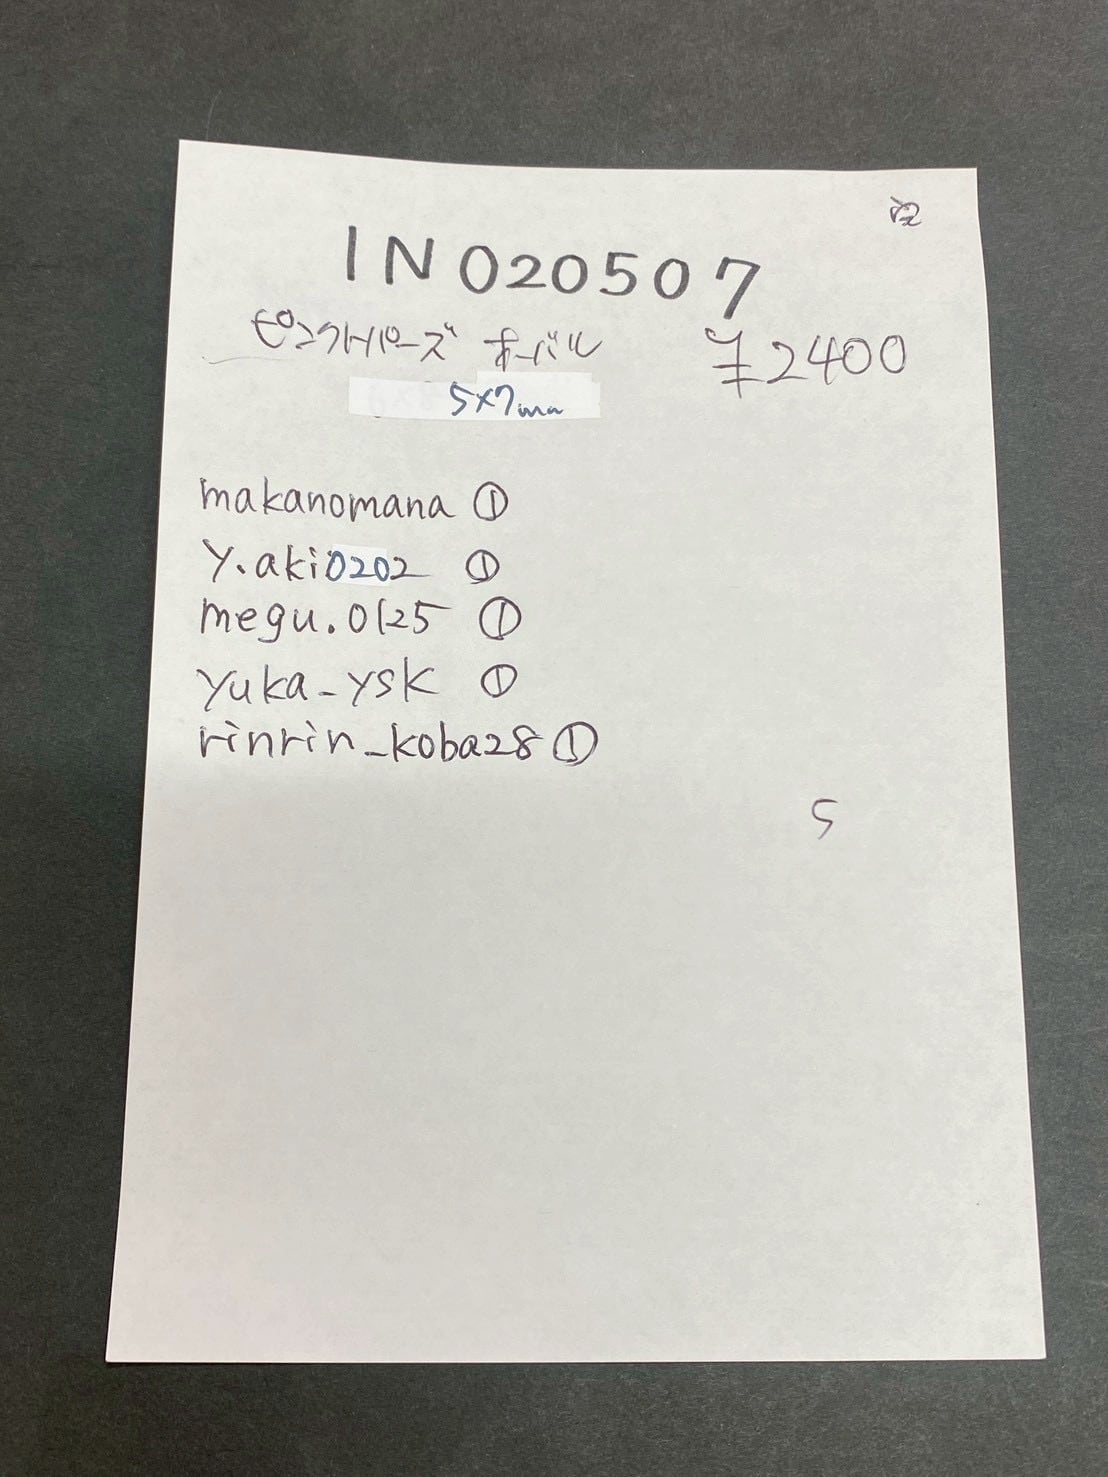 IN020507
ピンクトパーズ オーバル ¥2400
5×7mm
makanomana ①
Y.aki0202 ①
megu.0125 ①
yuka_ysk ①
rinrin_koba28 ①
5